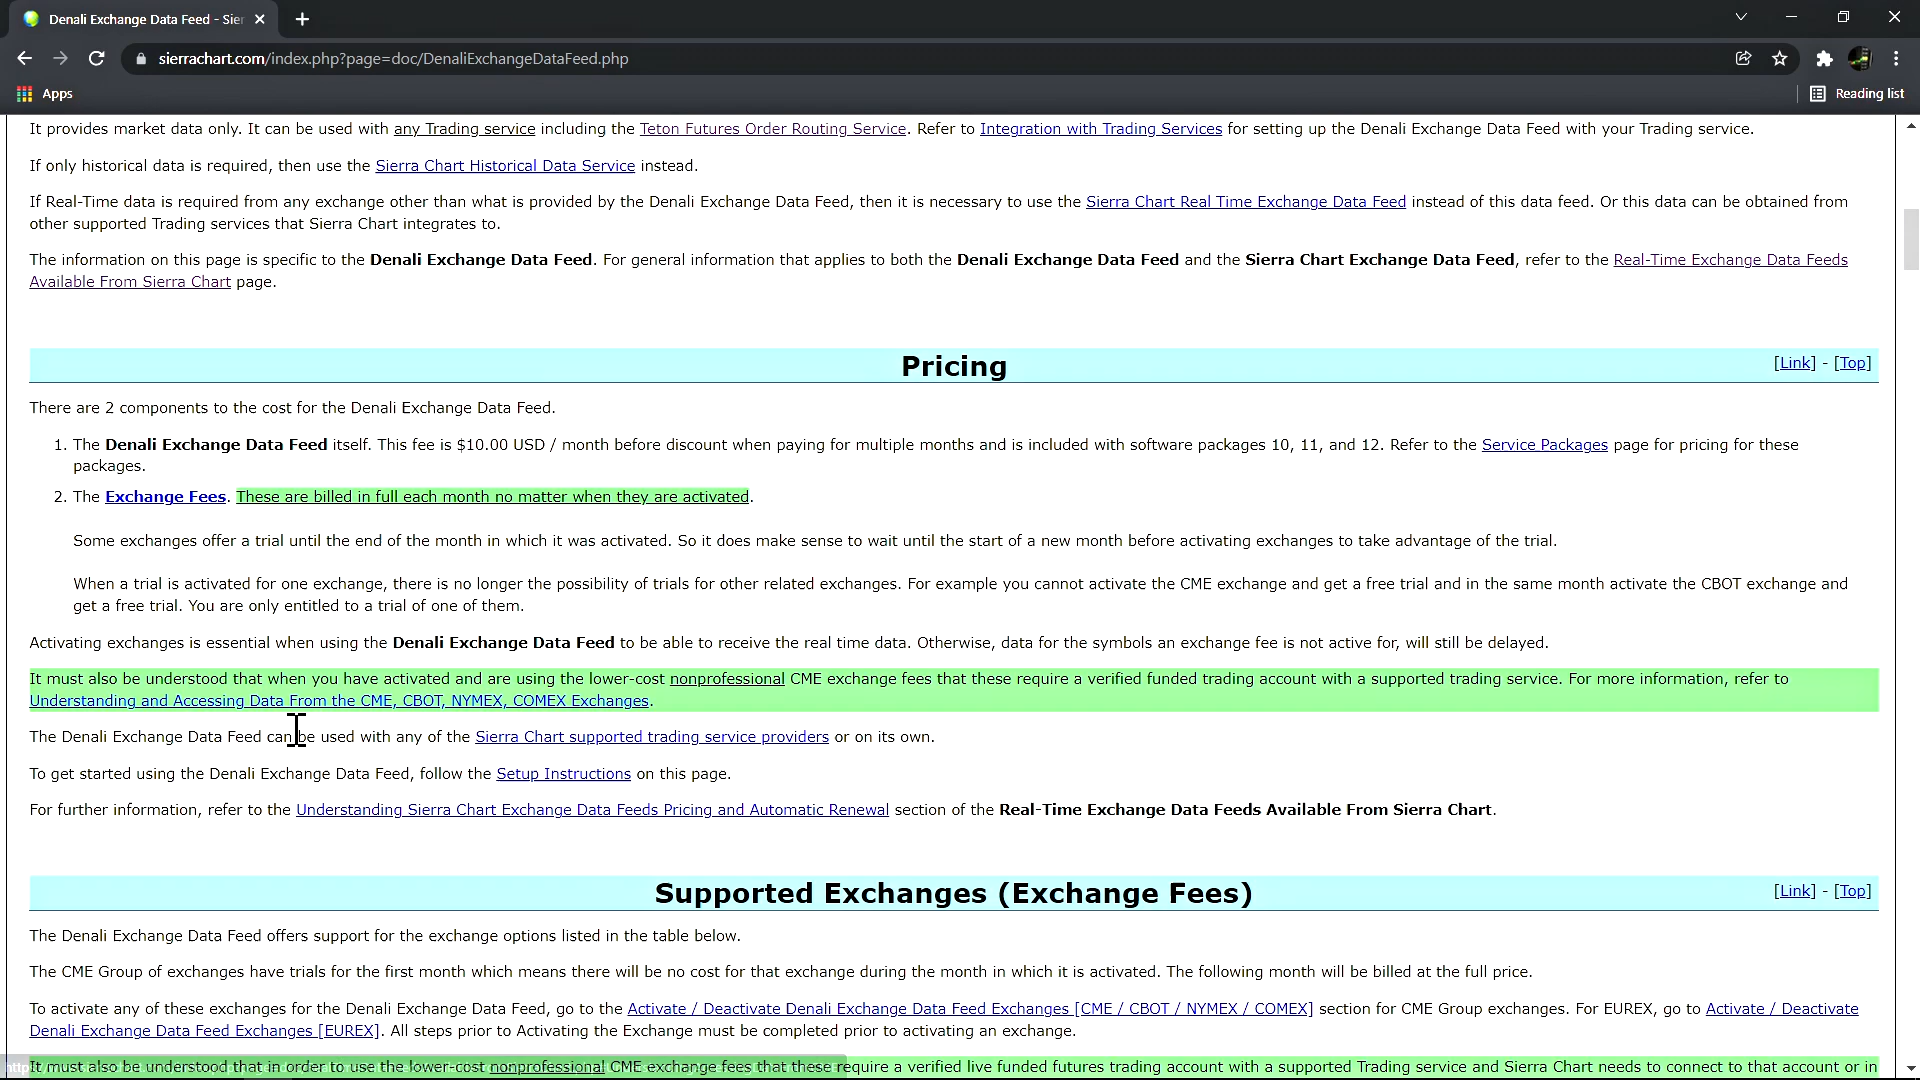 Denali Exchange Data Feed - Sier
sierrachart.com/index.php?page=doc/DenaliExchangeDataFeed.php
Apps
Reading list
It provides market data only. It can be used with any Trading service including the Teton Futures Order Routing Service. Refer to Integration with Trading Services for setting up the Denali Exchange Data Feed with your Trading service.
If only historical data is required, then use the Sierra Chart Historical Data Service instead.
If Real-Time data is required from any exchange other than what is provided by the Denali Exchange Data Feed, then it is necessary to use the Sierra Chart Real Time Exchange Data Feed instead of this data feed. Or this data can be obtained from
other supported Trading services that Sierra Chart integrates to.
The information on this page is specific to the Denali Exchange Data Feed. For general information that applies to both the Denali Exchange Data Feed and the Sierra Chart Exchange Data Feed, refer to the Real-Time Exchange Data Feeds
Available From Sierra Chart page.
Pricing
[Link] - [Top]
There are 2 components to the cost for the Denali Exchange Data Feed.
1. The Denali Exchange Data Feed itself. This fee is $10.00 USD / month before discount when paying for multiple months and is included with software packages 10, 11, and 12. Refer to the Service Packages page for pricing for these
packages.
2. The Exchange Fees. These are billed in full each month no matter when they are activated.
Some exchanges offer a trial until the end of the month in which it was activated. So it does make sense to wait until the start of a new month before activating exchanges to take advantage of the trial.
When a trial is activated for one exchange, there is no longer the possibility of trials for other related exchanges. For example you cannot activate the CME exchange and get a free trial and in the same month activate the CBOT exchange and
get a free trial. You are only entitled to a trial of one of them.
Activating exchanges is essential when using the Denali Exchange Data Feed to be able to receive the real time data. Otherwise, data for the symbols an exchange fee is not active for, will still be delayed.
It must also be understood that when you have activated and are using the lower-cost nonprofessional CME exchange fees that these require a verified funded trading account with a supported trading service. For more information, refer to
Understanding and Accessing Data From the CME, CBOT, NYMEX, COMEX Exchanges.
The Denali Exchange Data Feed can be used with any of the Sierra Chart supported trading service providers or on its own.
To get started using the Denali Exchange Data Feed, follow the Setup Instructions on this page.
For further information, refer to the Understanding Sierra Chart Exchange Data Feeds Pricing and Automatic Renewal section of the Real-Time Exchange Data Feeds Available From Sierra Chart.
Supported Exchanges (Exchange Fees)
[Link] - [Top]
The Denali Exchange Data Feed offers support for the exchange options listed in the table below.
The CME Group of exchanges have trials for the first month which means there will be no cost for that exchange during the month in which it is activated. The following month will be billed at the full price.
To activate any of these exchanges for the Denali Exchange Data Feed, go to the Activate / Deactivate Denali Exchange Data Feed Exchanges [CME / CBOT / NYMEX / COMEX] section for CME Group exchanges. For EUREX, go to Activate / Deactivate
Denali Exchange Data Feed Exchanges [EUREX]. All steps prior to Activating the Exchange must be completed prior to activating an exchange.
It must also be understood that in order to use the lower-cost nonprofessional CME exchange fees that these require a verified live funded futures trading account with a supported Trading service and Sierra Chart needs to connect to that account or in